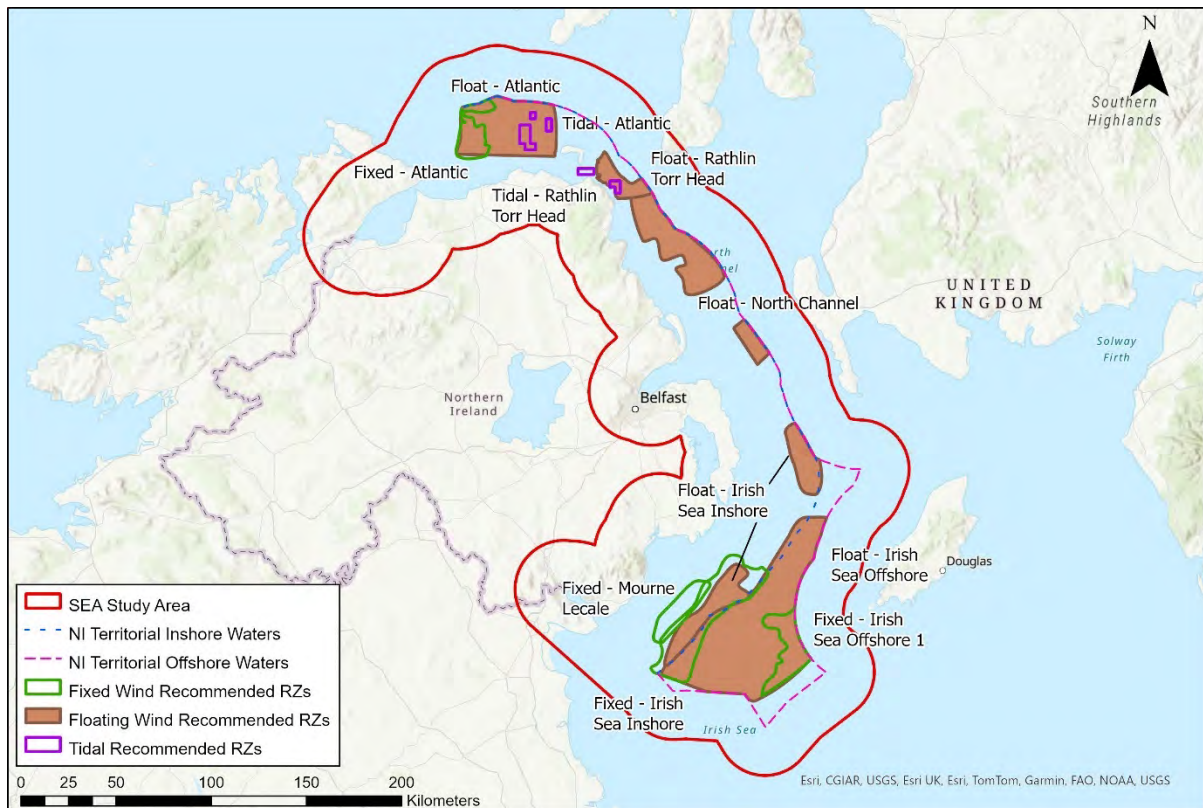 N
Southern
Highlands
Float - Atlantic
Tidal - Atlantic
Fixed - Atlantic
Float - Rathlin
Torr Head
Tidal - Rathlin
Torr Head
UNITED
KINGDOM
Float - North Channel
Solway
Firth
Northern
Ireland
Belfast
Float - Irish
Sea Inshore
Float - Irish
Sea Offshore
Douglas
Fixed - Mourne
Lecale
Fixed - Irish
Sea Offshore 1
Fixed - Irish
Sea Inshore
Irish Sea
SEA Study Area
NI Territorial Inshore Waters
NI Territorial Offshore Waters
Fixed Wind Recommended RZs
Floating Wind Recommended RZs
Tidal Recommended RZs
0 25 50 100 150 200
Kilometers
Esri, CGIAR, USGS, Esri UK, Esri, TomTom, Garmin, FAO, NOAA, USGS